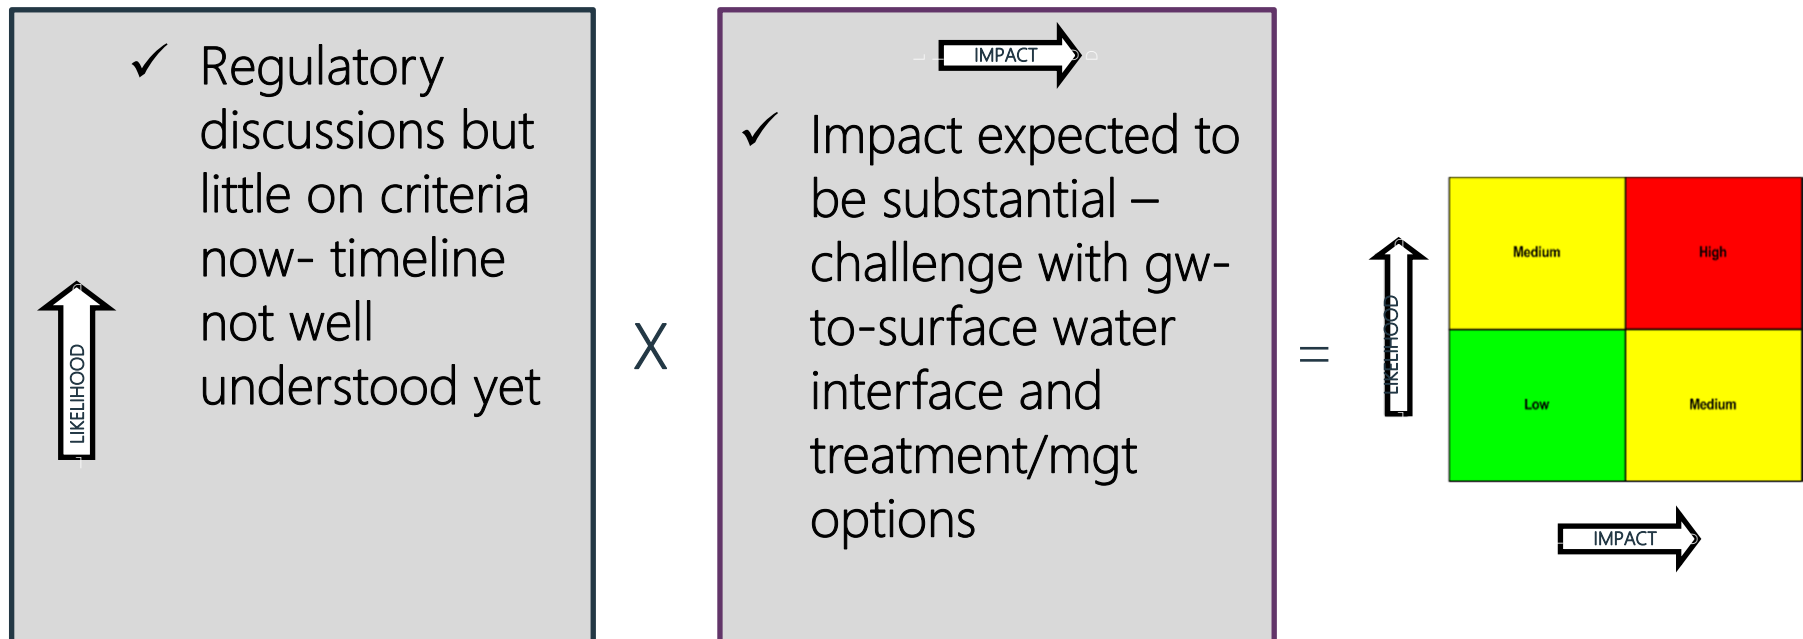 ✓ Regulatory
discussions but
little on criteria
now- timeline
not well
understood yet
LIKELIHOOD
X
IMPACT
✓ Impact expected to
be substantial –
challenge with gw-
to-surface water
interface and
treatment/mgt
options
=
LIKELIHOOD
Medium High
Low Medium
IMPACT